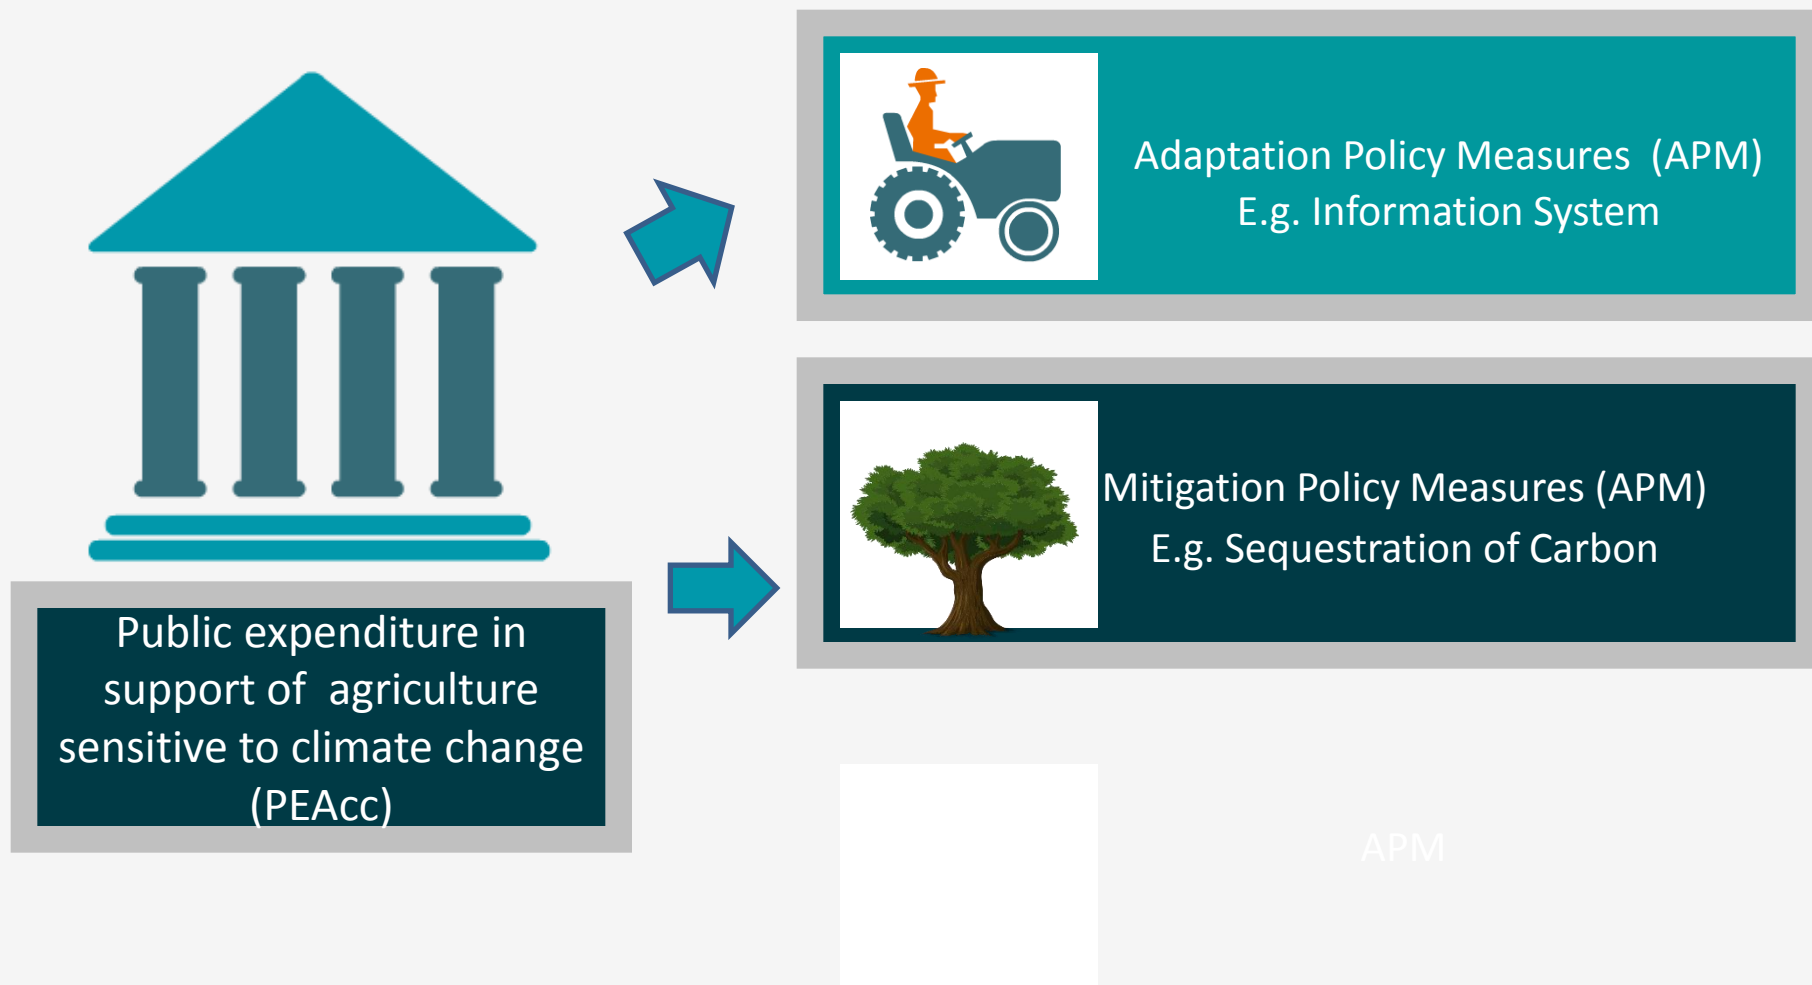 Adaptation Policy Measures (APM)
E.g. Information System
Mitigation Policy Measures (APM)
E.g. Sequestration of Carbon
Public expenditure in
support of agriculture
sensitive to climate change
(PEAcc)
APM